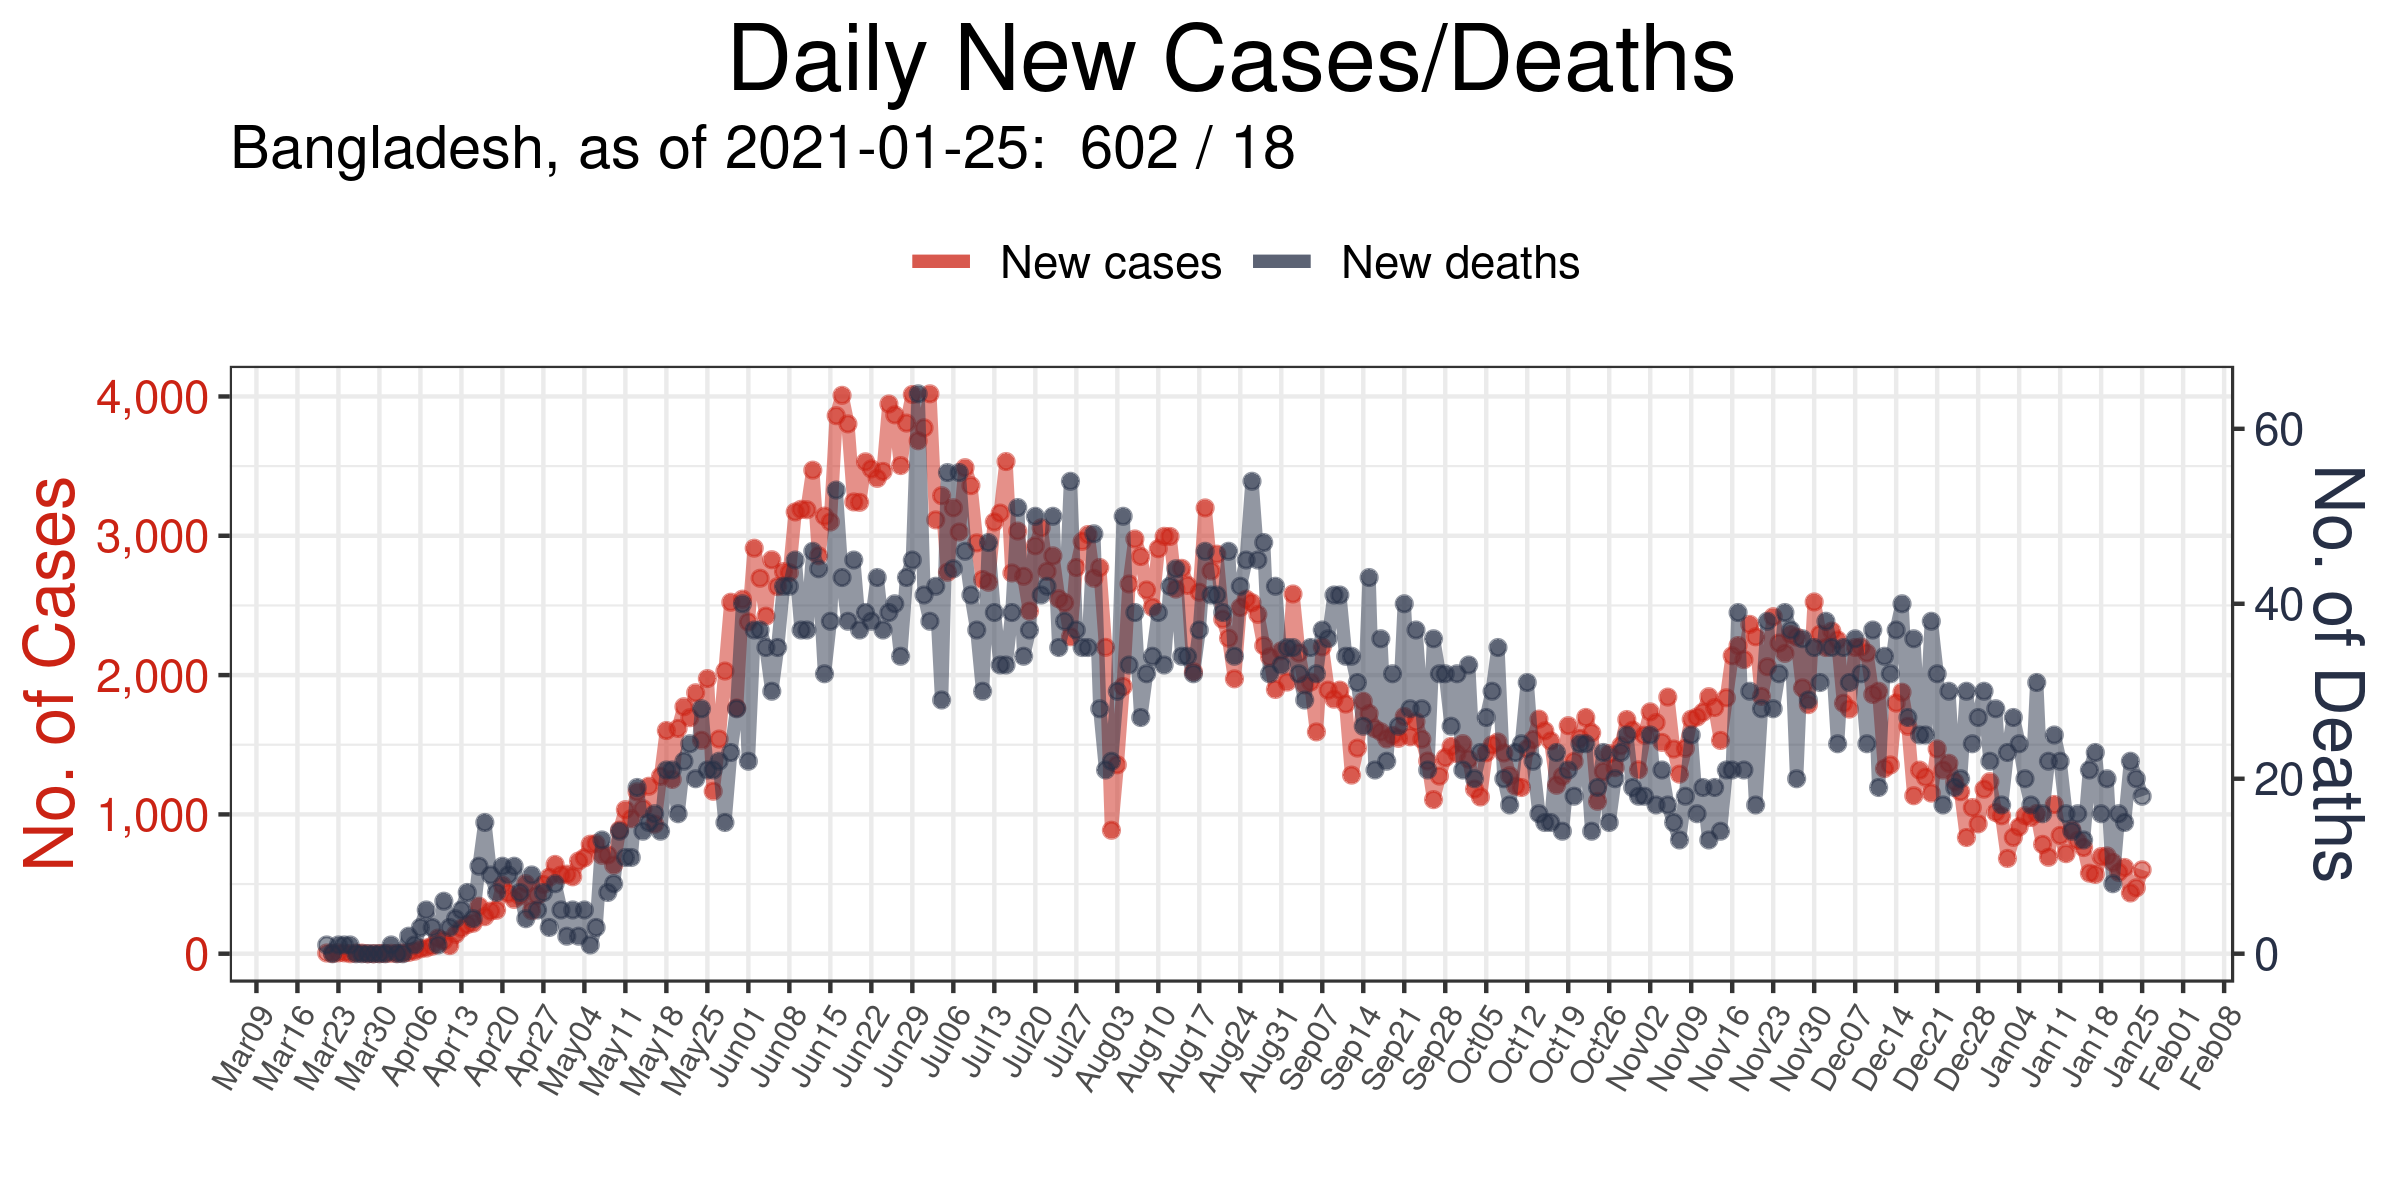 Daily New Cases/Deaths
Bangladesh, as of 2021-01-25: 602 / 18
New cases
New deaths
No. of Cases
4,000
3,000
2,000
1,000
0
60
40
20
0
No. of Deaths
Mar09
Mar16
Mar23
Mar30
Apr06
Apr13
Apr20
Apr27
May04
May11
May18
May25
Jun01
Jun08
Jun15
Jun22
Jun29
Jul06
Jul13
Jul20
Jul27
Aug03
Aug10
Aug17
Aug24
Aug31
Sep07
Sep14
Sep21
Sep28
Oct05
Oct12
Oct19
Oct26
Nov02
Nov09
Nov16
Nov23
Nov30
Dec07
Dec14
Dec21
Dec28
Jan04
Jan11
Jan18
Jan25
Feb01
Feb08